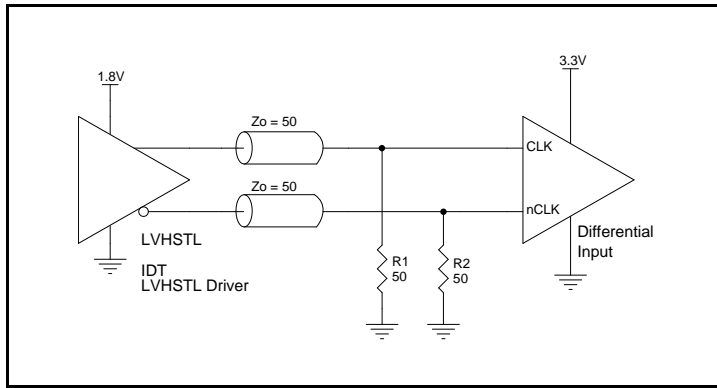 1.8V
3.3V
Zo = 50
Zo = 50
CLK
nCLK
LVHSTL
IDT
LVHSTL Driver
R1
50
R2
50
Differential
Input